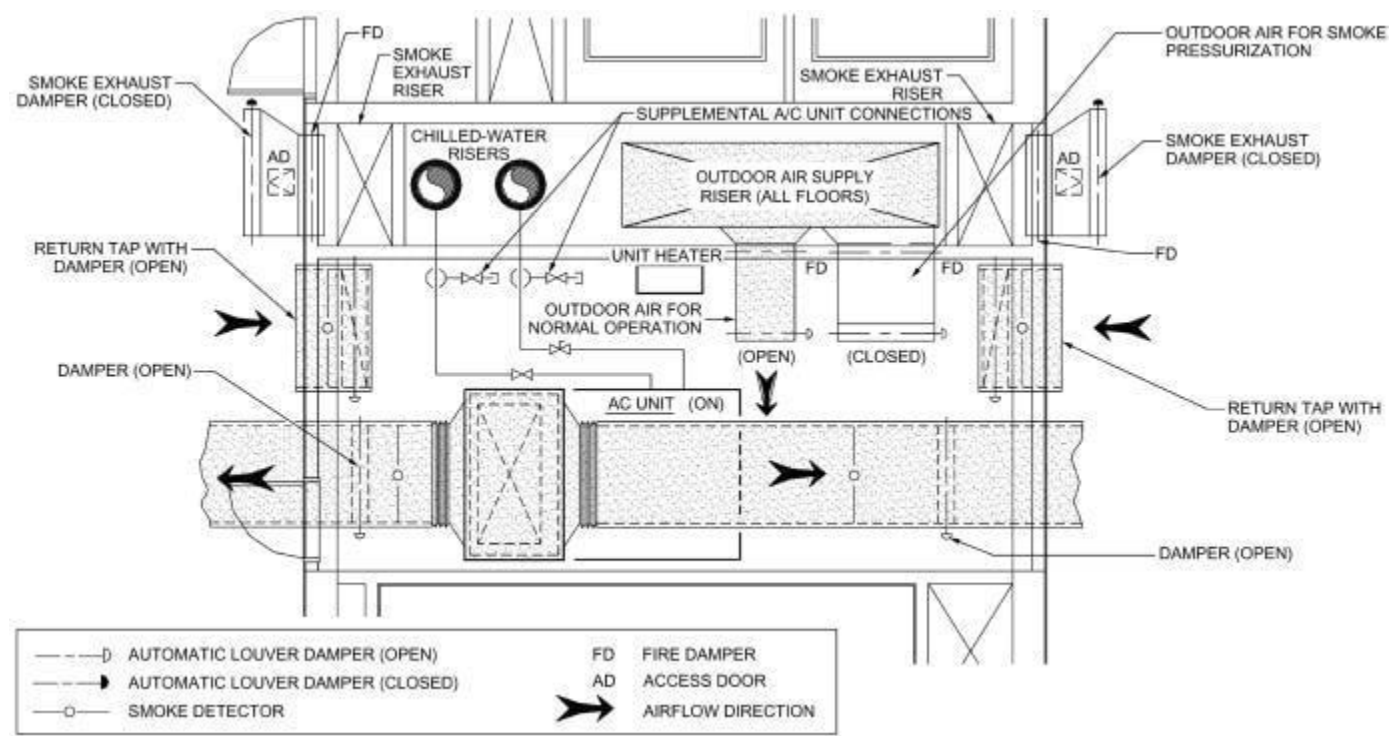 FD
SMOKE
EXHAUST
RISER
SMOKE EXHAUST
DAMPER (CLOSED)
SMOKE EXHAUST
RISER
OUTDOOR AIR FOR SMOKE
PRESSURIZATION
SUPPLEMENTAL A/C UNIT CONNECTIONS
CHILLED-WATER
RISERS
AD
OUTDOOR AIR SUPPLY
RISER (ALL FLOORS)
AD
SMOKE EXHAUST
DAMPER (CLOSED)
RETURN TAP WITH
DAMPER (OPEN)
UNIT HEATER
FD
FD
FD
OUTDOOR AIR FOR
NORMAL OPERATION
(OPEN)
(CLOSED)
DAMPER (OPEN)
AC UNIT (ON)
RETURN TAP WITH
DAMPER (OPEN)
DAMPER (OPEN)
AUTOMATIC LOUVER DAMPER (OPEN)
AUTOMATIC LOUVER DAMPER (CLOSED)
SMOKE DETECTOR
FD FIRE DAMPER
AD ACCESS DOOR
AIRFLOW DIRECTION